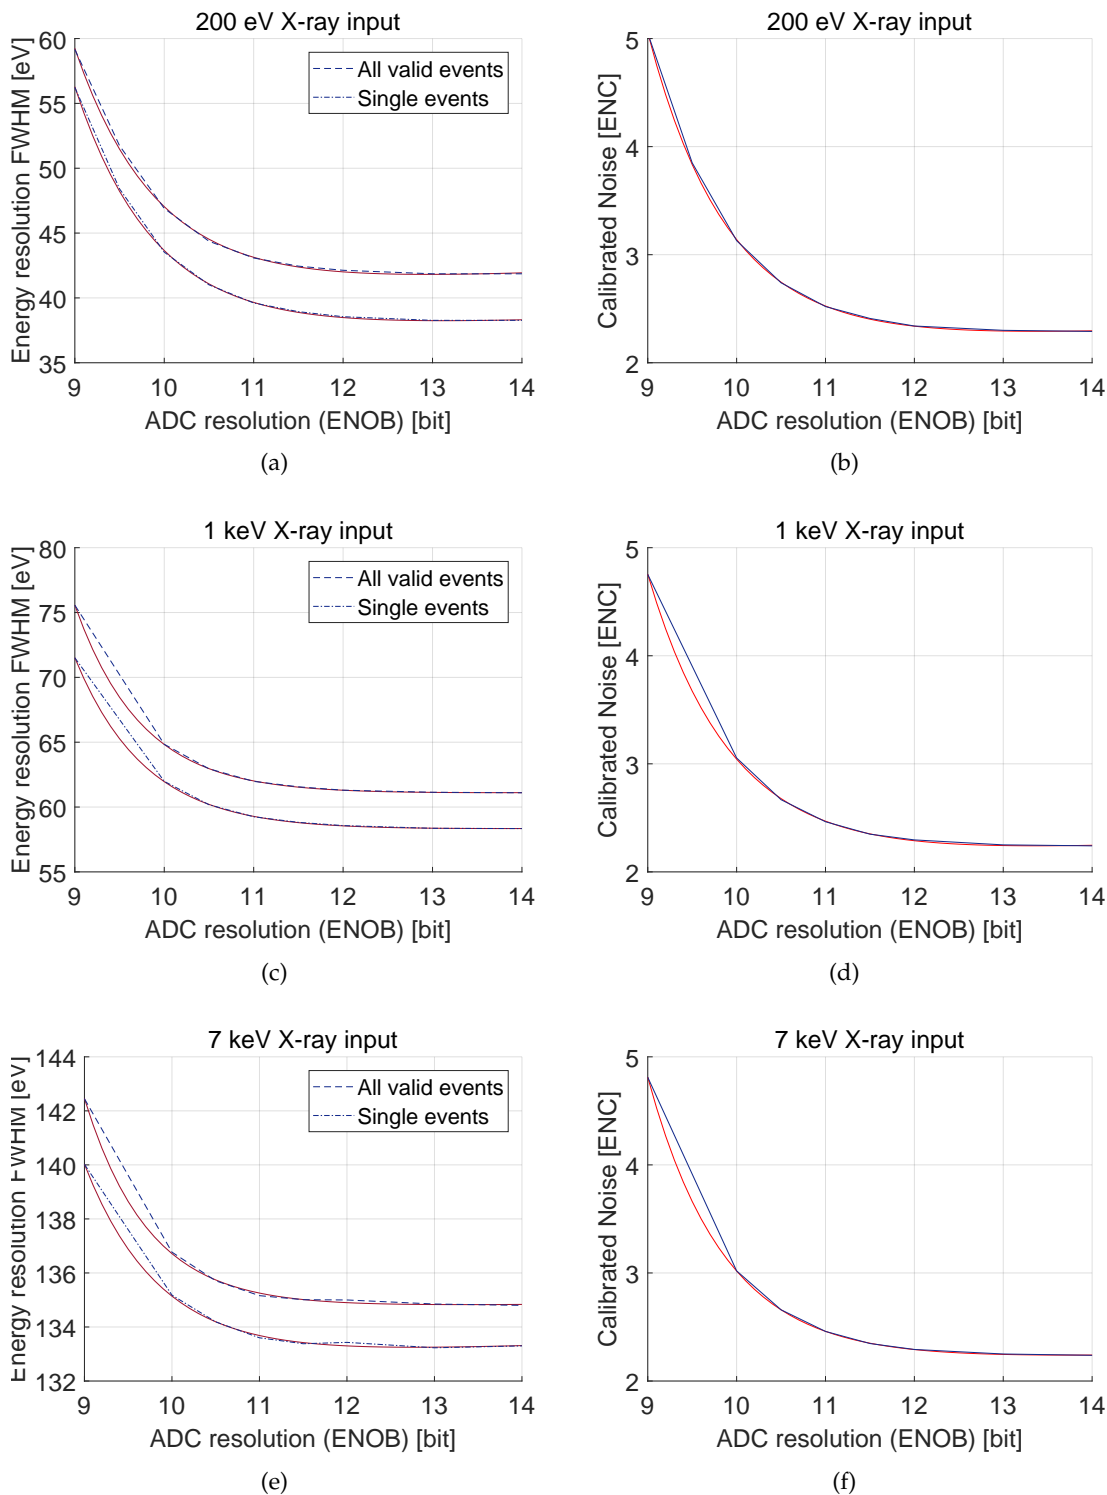 200 eV X-ray input
Energy resolution FWHM [eV]
60
55
50
45
40
35
All valid events
Single events
9 10 11 12 13 14
ADC resolution (ENOB) [bit]
(a)
200 eV X-ray input
Calibrated Noise [ENC]
5
4
3
2
9 10 11 12 13 14
ADC resolution (ENOB) [bit]
(b)
1 keV X-ray input
Energy resolution FWHM [eV]
80
75
70
65
60
55
All valid events
Single events
9 10 11 12 13 14
ADC resolution (ENOB) [bit]
(c)
1 keV X-ray input
Calibrated Noise [ENC]
5
4
3
2
9 10 11 12 13 14
ADC resolution (ENOB) [bit]
(d)
7 keV X-ray input
Energy resolution FWHM [eV]
144
142
140
138
136
134
132
All valid events
Single events
9 10 11 12 13 14
ADC resolution (ENOB) [bit]
(e)
7 keV X-ray input
Calibrated Noise [ENC]
5
4
3
2
9 10 11 12 13 14
ADC resolution (ENOB) [bit]
(f)